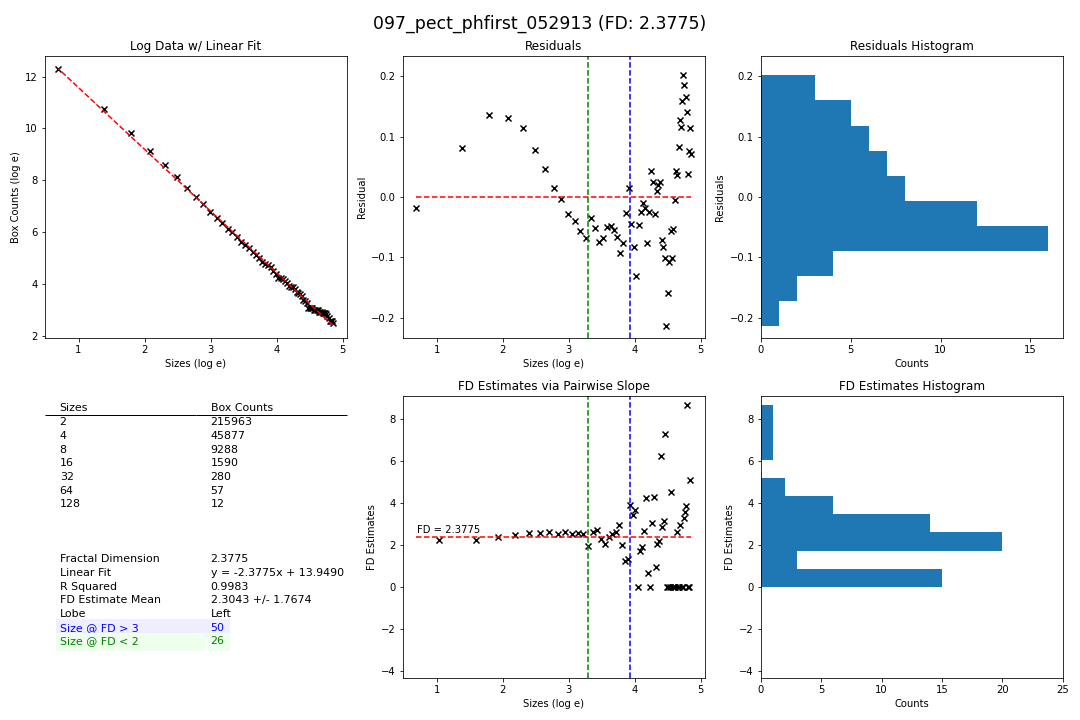 097_pect_phfirst_052913 (FD: 2.3775)
Log Data w/ Linear Fit
Box Counts (log e)
12
10
8
6
4
2
1 2 3 4 5
Sizes (log e)
Residuals
Residual
0.2
0.1
0.0
−0.1
−0.2
1 2 3 4 5
Sizes (log e)
Residuals Histogram
Residuals
0.2
0.1
0.0
−0.1
−0.2
0 5 10 15
Counts
Sizes Box Counts
2 215963
4 45877
8 9288
16 1590
32 280
64 57
128 12
Fractal Dimension 2.3775
Linear Fit y = -2.3775x + 13.9490
R Squared 0.9983
FD Estimate Mean 2.3043 +/- 1.7674
Lobe Left
Size @ FD > 3 50
Size @ FD < 2 26
FD Estimates via Pairwise Slope
FD Estimates
8
6
4
2
0
−2
−4
FD = 2.3775
1 2 3 4 5
Sizes (log e)
FD Estimates Histogram
FD Estimates
8
6
4
2
0
−2
−4
0 5 10 15 20 25
Counts